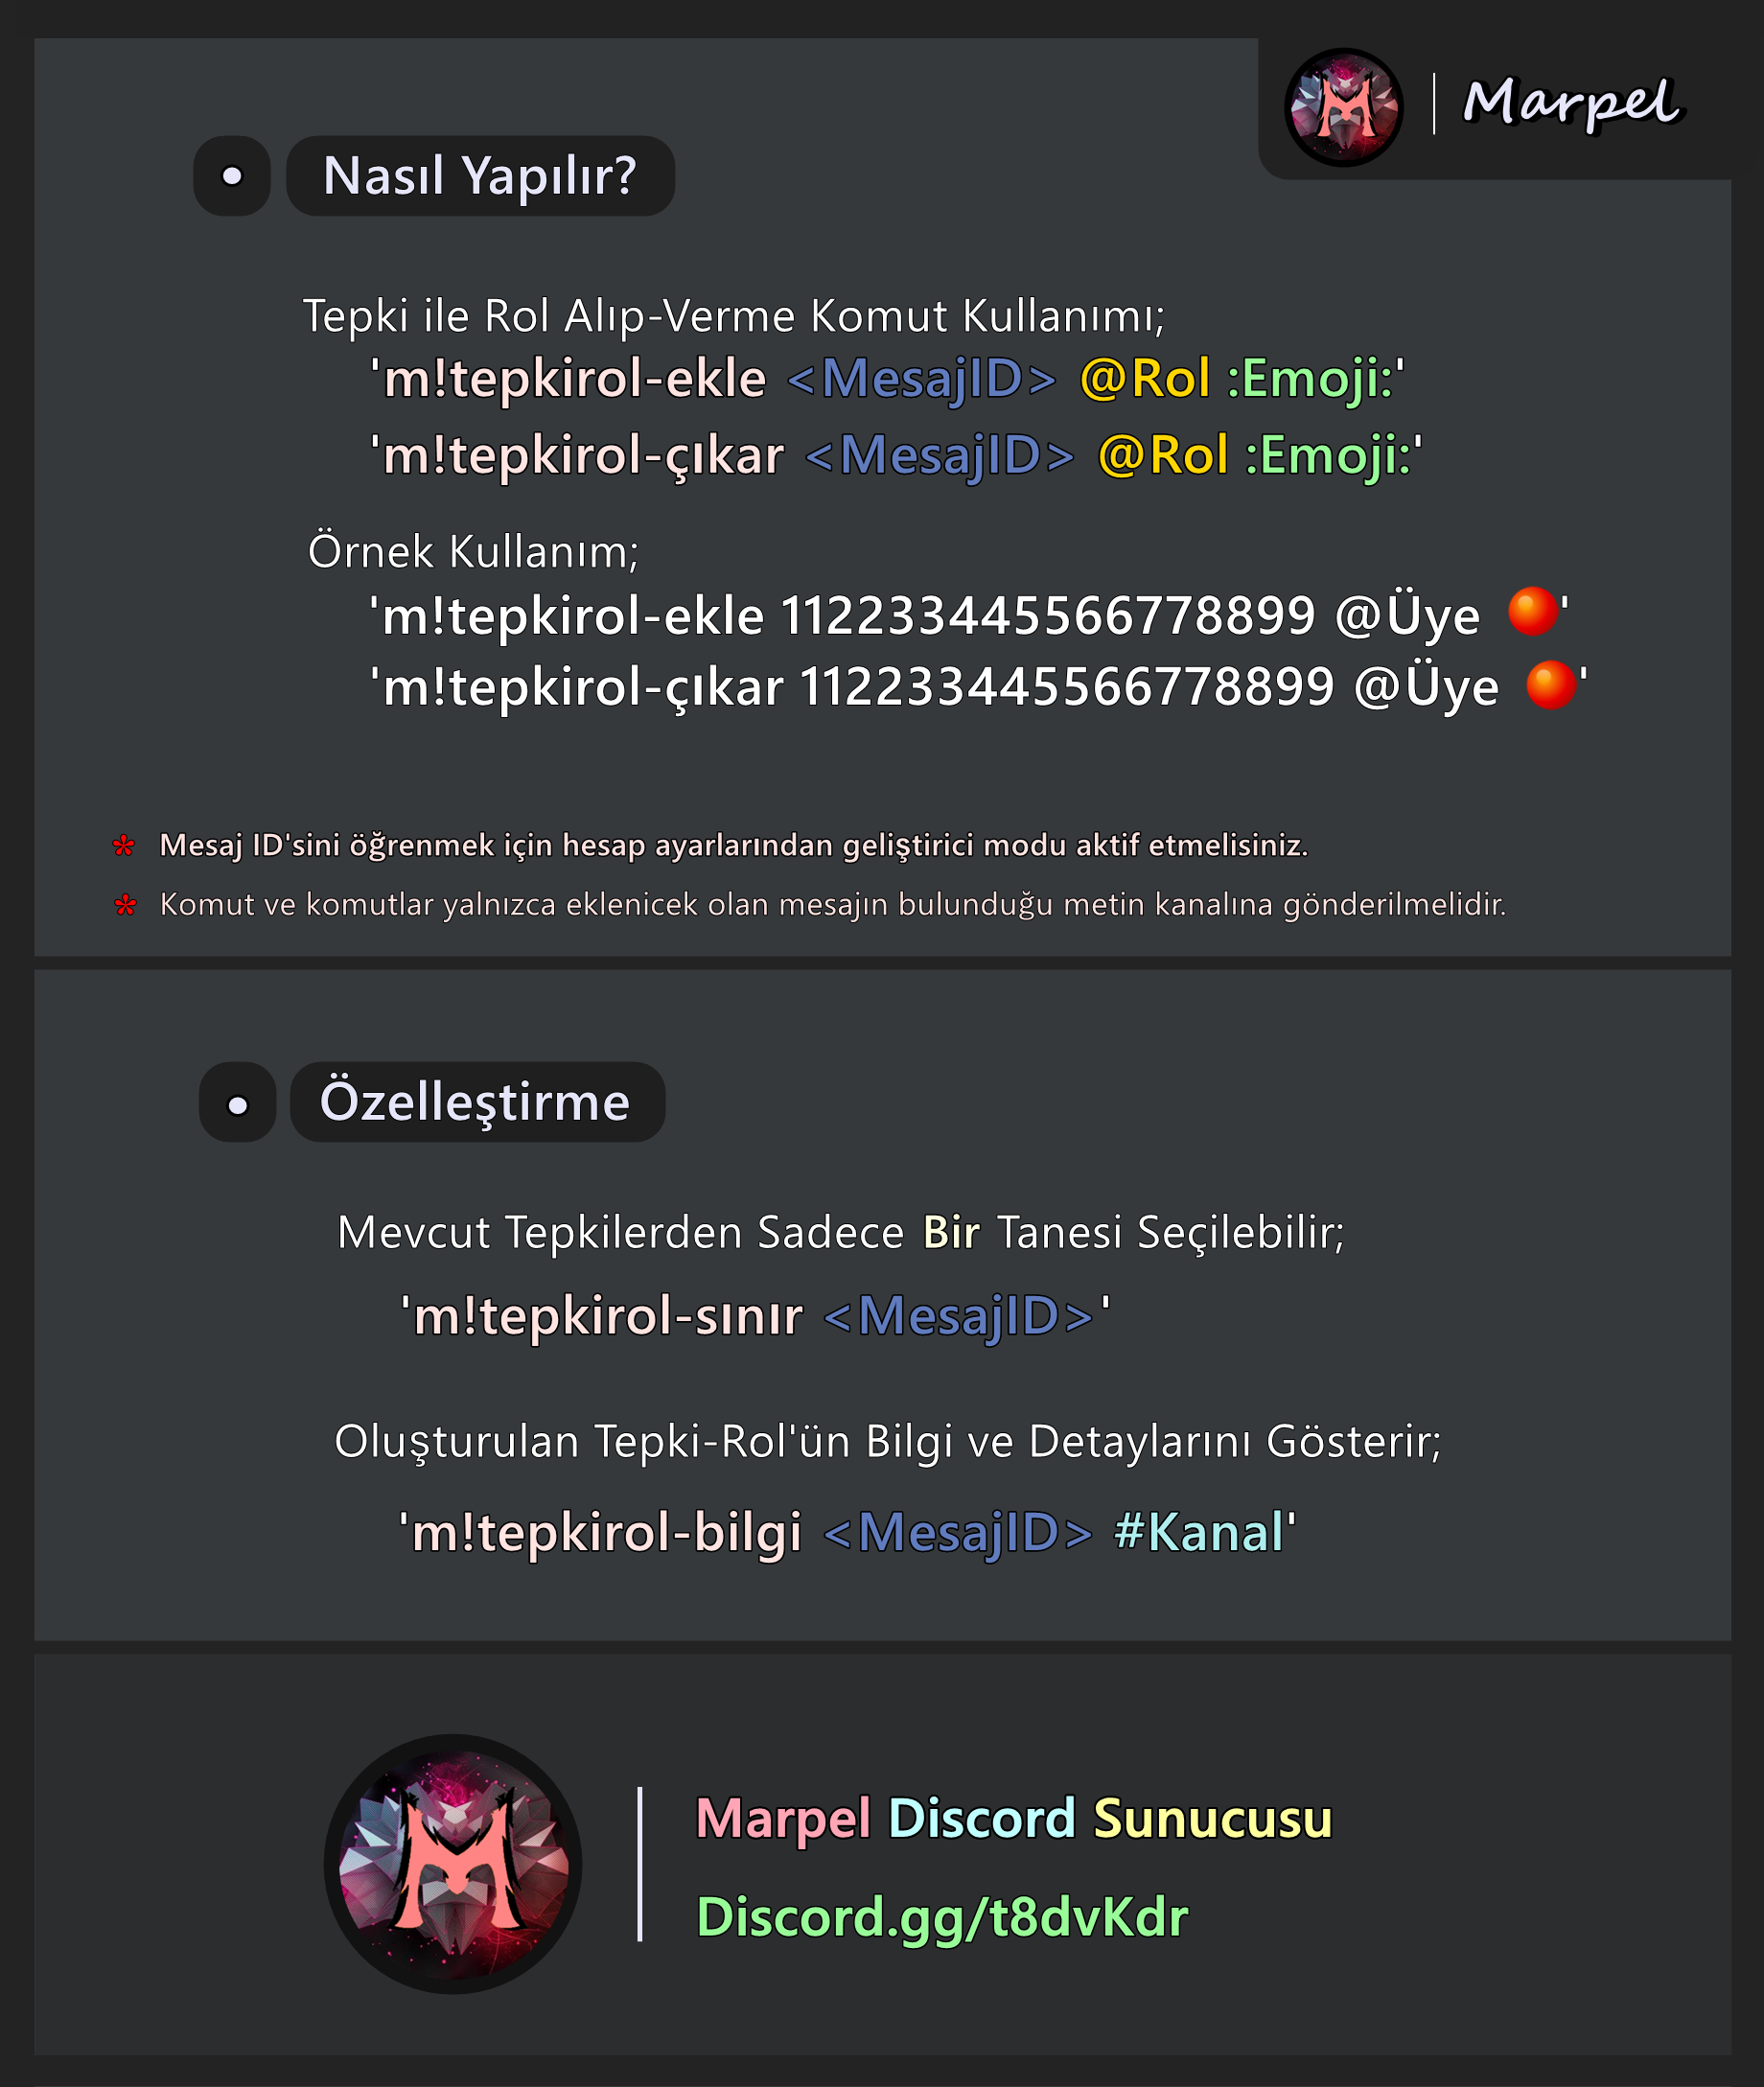 Marpel
• Nasıl Yapılır?
Tepki ile Rol Alıp-Verme Komut Kullanımı;
'm!tepkirol-ekle <MesajID> @Rol :Emoji:'
'm!tepkirol-çıkar <MesajID> @Rol :Emoji:'
Örnek Kullanım;
'm!tepkirol-ekle 112233445566778899 @Üye 🔴'
'm!tepkirol-çıkar 112233445566778899 @Üye 🔴'
* Mesaj ID'sini öğrenmek için hesap ayarlarından geliştirici modu aktif etmelisiniz.
* Komut ve komutlar yalnızca eklenicek olan mesajın bulunduğu metin kanalına gönderilmelidir.
• Özelleştirme
Mevcut Tepkilerden Sadece Bir Tanesi Seçilebilir;
'm!tepkirol-sınır <MesajID>'
Oluşturulan Tepki-Rol'ün Bilgi ve Detaylarını Gösterir;
'm!tepkirol-bilgi <MesajID> #Kanal'
M
Marpel Discord Sunucusu
Discord.gg/t8dvKdr